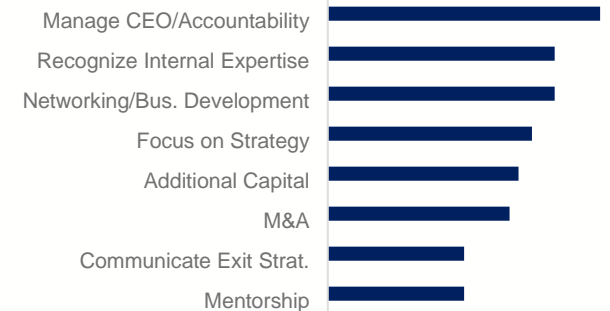 Manage CEO/Accountability
Recognize Internal Expertise
Networking/Bus. Development
Focus on Strategy
Additional Capital
M&A
Communicate Exit Strat.
Mentorship